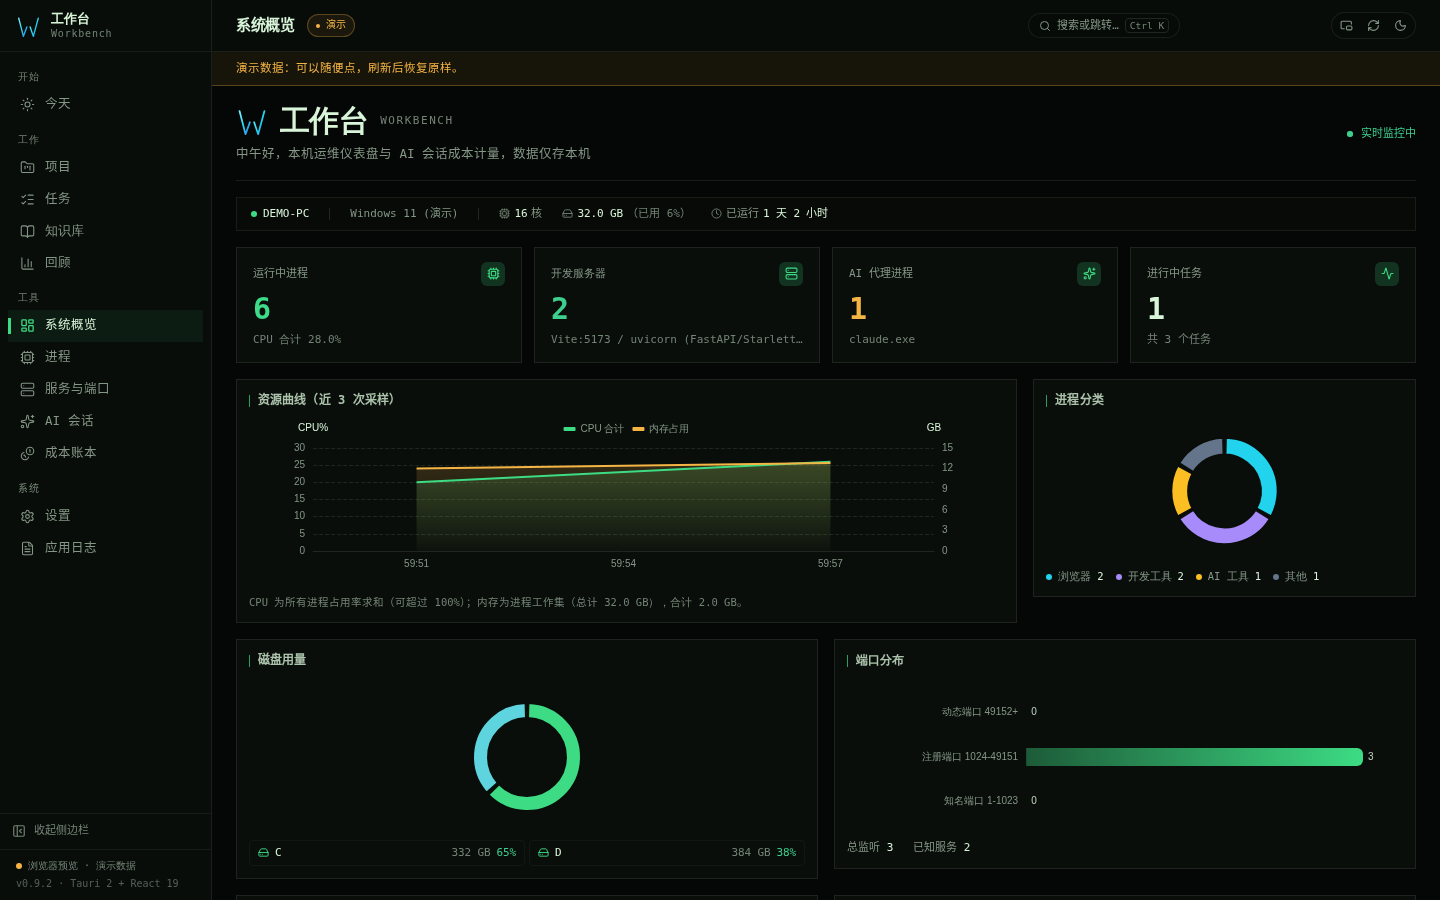 工作台
Workbench
开始
今天
工作
项目
任务
知识库
回顾
工具
系统概览
进程
服务与端口
AI 会话
成本账本
系统
设置
应用日志
收起侧边栏
浏览器预览 · 演示数据
v0.9.2 · Tauri 2 + React 19
系统概览
演示
搜索或跳转… Ctrl K
演示数据：可以随便点，刷新后恢复原样。
工作台 WORKBENCH
中午好，本机运维仪表盘与 AI 会话成本计量，数据仅存本机
实时监控中
DEMO-PC Windows 11 (演示) 16 核 32.0 GB （已用 6%） 已运行 1 天 2 小时
运行中进程
6
CPU 合计 28.0%
开发服务器
2
Vite:5173 / uvicorn (FastAPI/Starlett…
AI 代理进程
1
claude.exe
进行中任务
1
共 3 个任务
资源曲线（近 3 次采样）
CPU% CPU 合计 内存占用 GB
30 15
25 12
20 9
15 6
10 3
5
0 0
59:51 59:54 59:57
CPU 为所有进程占用率求和（可超过 100%）；内存为进程工作集（总计 32.0 GB），合计 2.0 GB。
进程分类
浏览器 2 开发工具 2 AI 工具 1 其他 1
磁盘用量
C 332 GB 65% D 384 GB 38%
端口分布
动态端口 49152+ 0
注册端口 1024-49151 3
知名端口 1-1023 0
总监听 3 已知服务 2